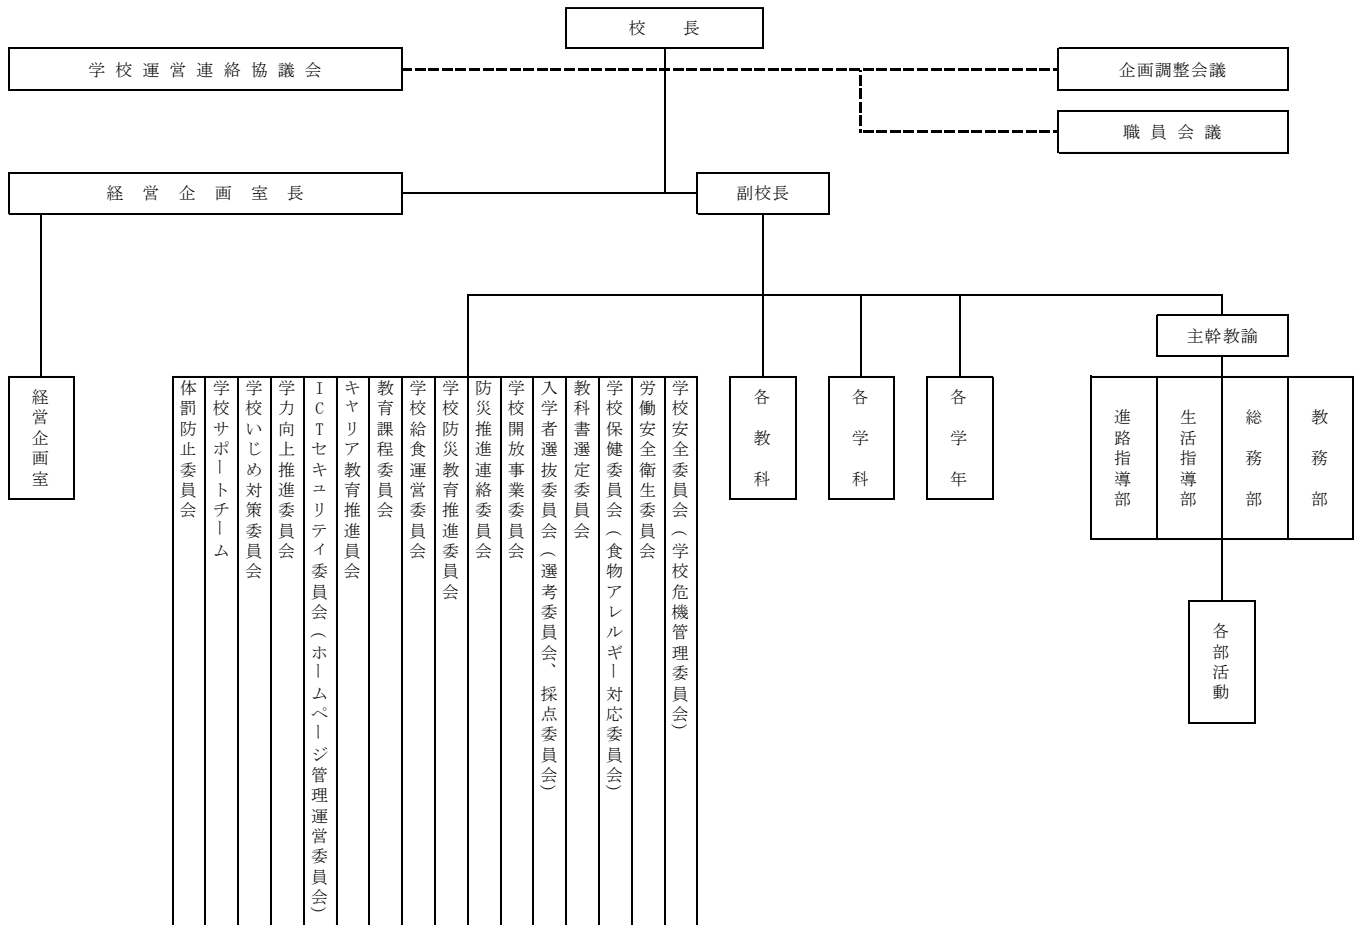 校長
学校運営連絡協議会
企画調整会議
職員会議
経営企画室長
副校長
主幹教諭
経営企画室
体罰防止委員会
学校サポートチーム
学校いじめ対策委員会
学力向上推進委員会
ICTセキュリテイ委員会(ホームページ管理運営委員会)
キャリア教育推進員会
教育課程委員会
学校給食運営委員会
学校防災教育推進委員会
防災推進連絡委員会
学校開放事業委員会
入学者選抜委員会(選考委員会、採点委員会)
教科書選定委員会
学校保健委員会(食物アレルギー対応委員会)
労働安全衛生委員会
学校安全委員会(学校危機管理委員会)
各教科
各学科
各学年
進路指導部
生活指導部
総務部
教務部
各部活動